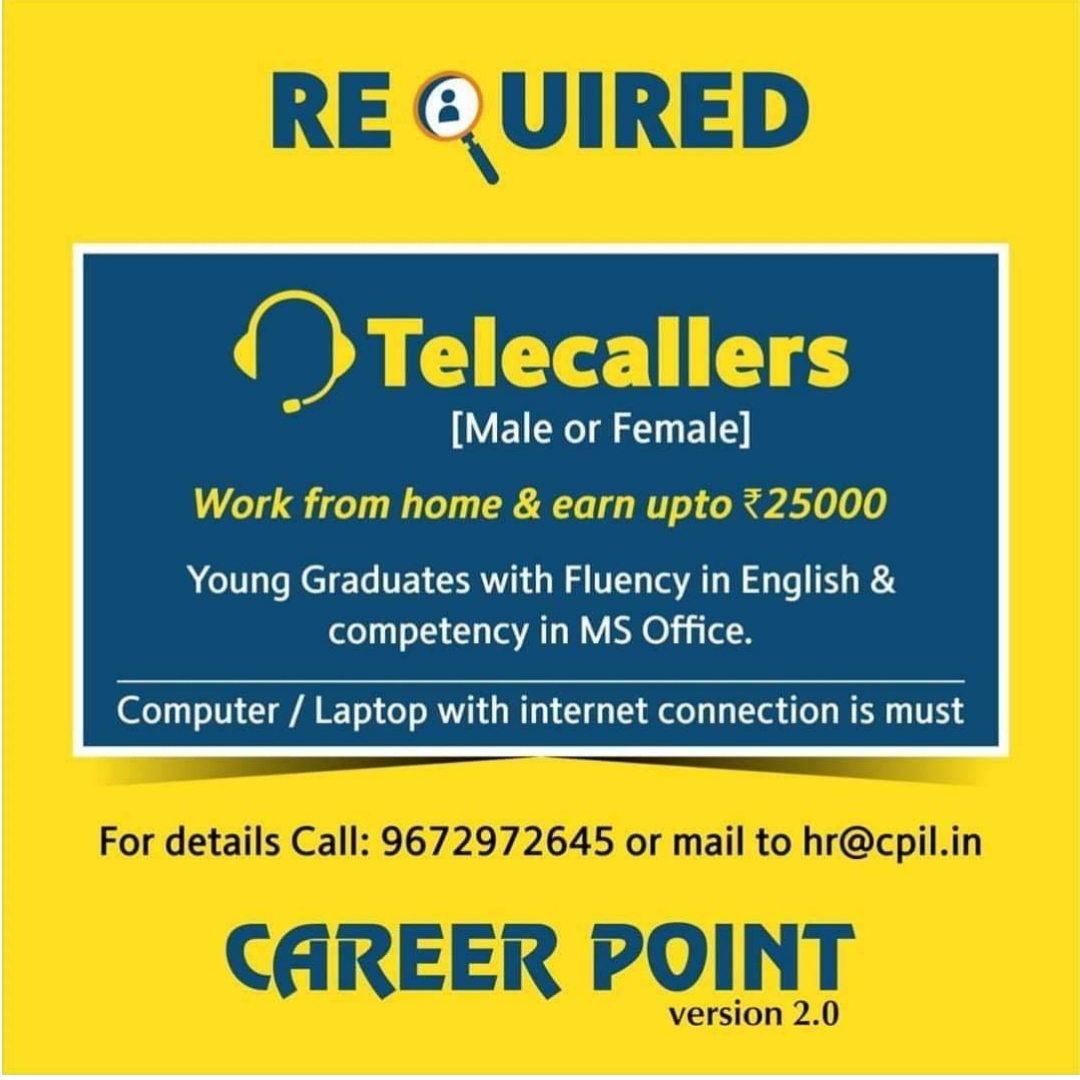 REQUIRED
Telecallers
[Male or Female]
Work from home & earn upto ₹25000
Young Graduates with Fluency in English &
competency in MS Office.
Computer / Laptop with internet connection is must
For details Call: 9672972645 or mail to hr@cpil.in
CAREER POINT
version 2.0